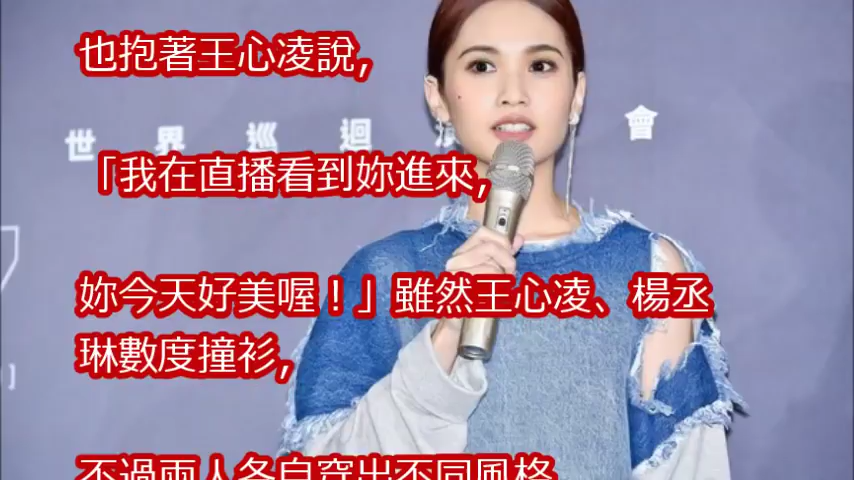 也抱著王心凌說，
世界巡迴 會
「我在直播看到妳進來，
妳今天好美喔！」雖然王心凌、楊丞
琳數度撞衫，
不過兩人各自穿出不同風格